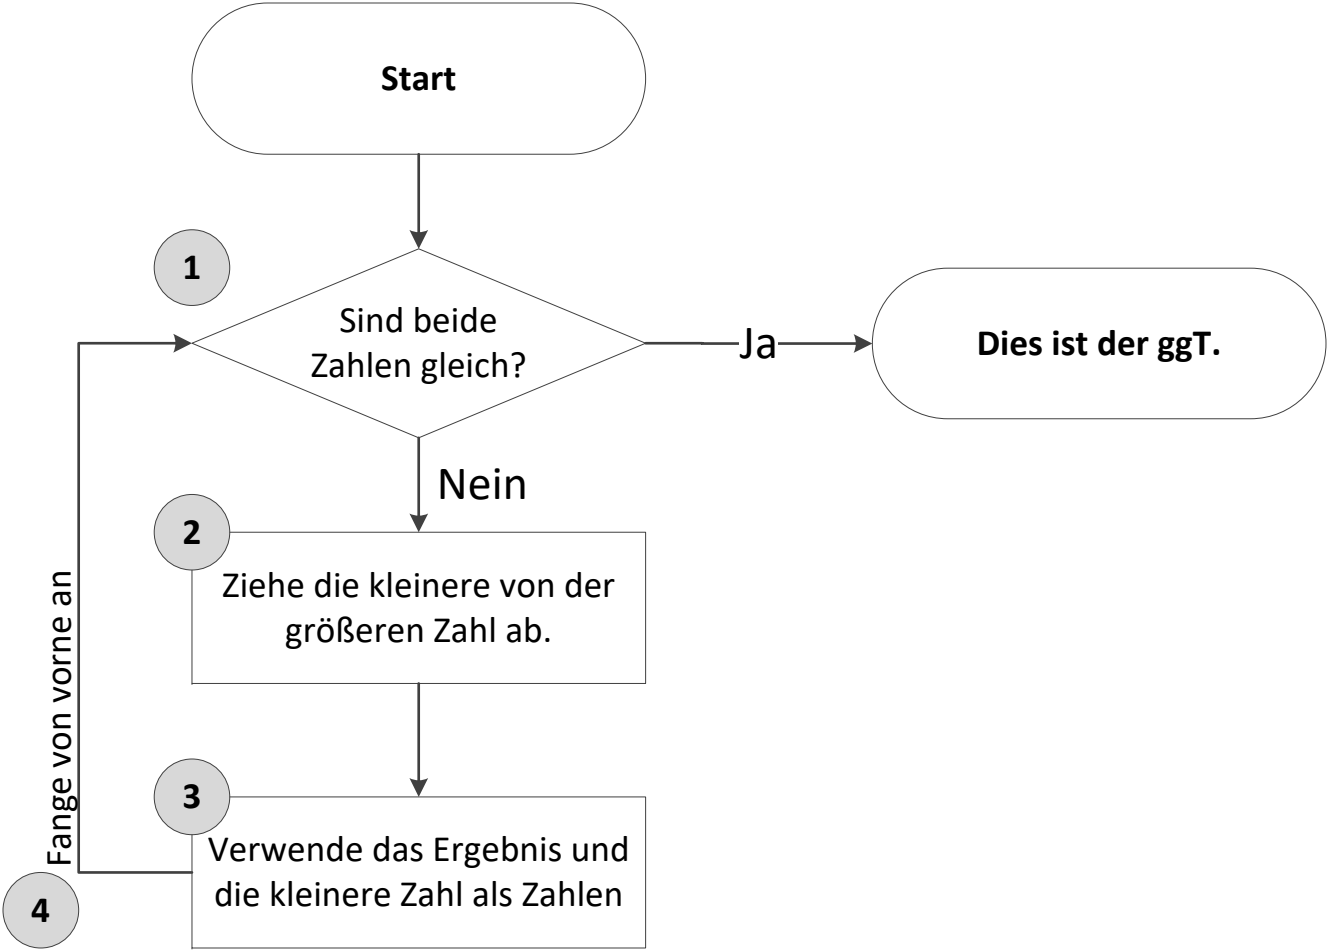 Start
1
Sind beide
Zahlen gleich?
Ja
Dies ist der ggT.
Nein
2
Ziehe die kleinere von der
größeren Zahl ab.
3
Verwende das Ergebnis und
die kleinere Zahl als Zahlen
4
Fange von vorne an